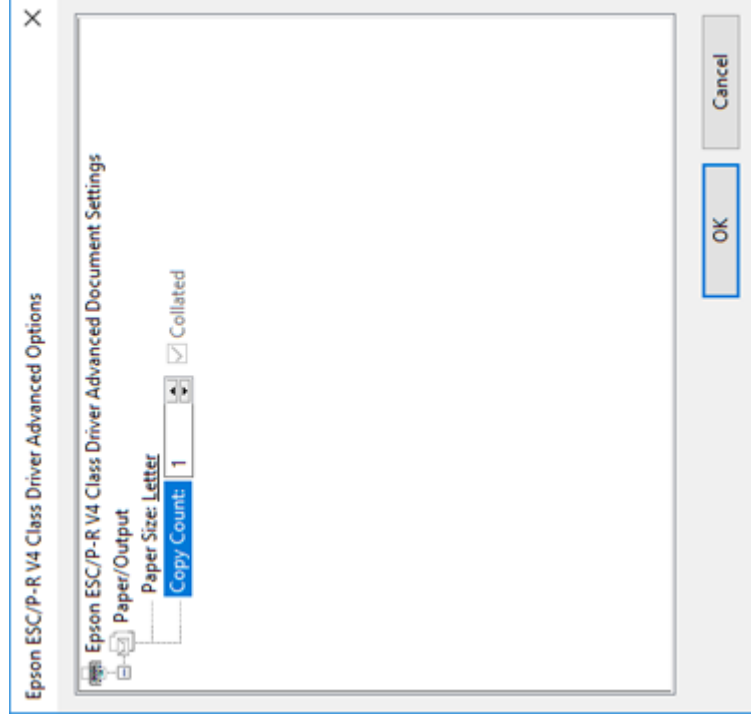 Epson ESC/P-R V4 Class Driver Advanced Options
Epson ESC/P-R V4 Class Driver Advanced Document Settings
Paper/Output
Paper Size: Letter
Copy Count: 1 Collated
OK Cancel